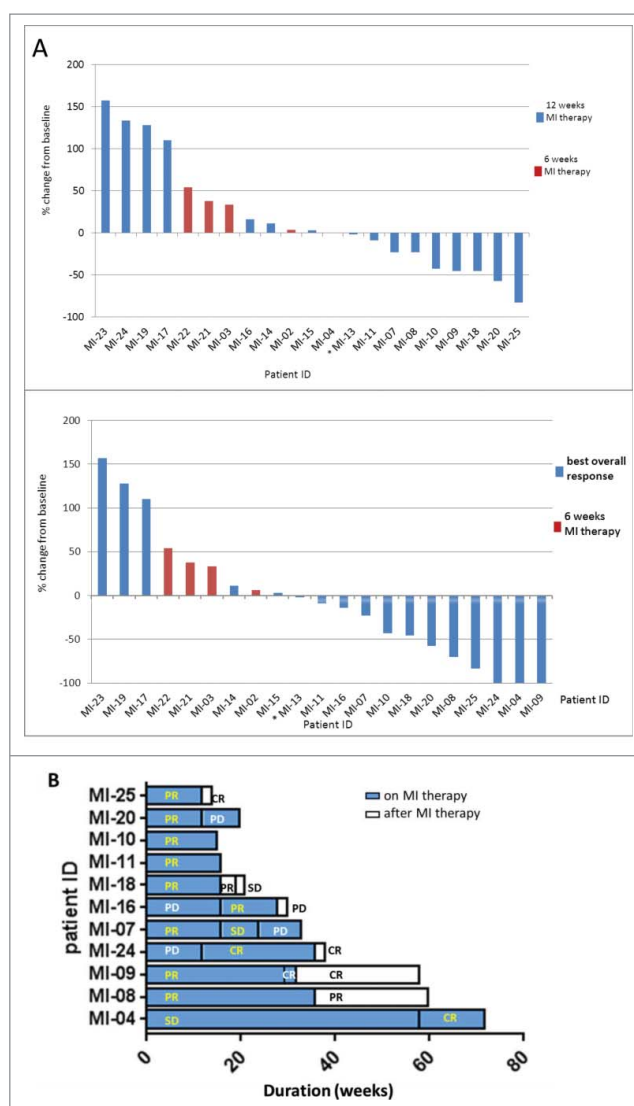 A
200
150
100
50
0
-50
-100
% change from baseline
12 weeks
MI therapy
6 weeks
MI therapy
MI-23 MI-24 MI-19 MI-17 MI-22 MI-21 MI-03 MI-16 MI-14 MI-02 MI-15 MI-04 * MI-13 MI-11 MI-07 MI-08 MI-10 MI-09 MI-18 MI-20 MI-25
Patient ID
200
150
100
50
0
-50
-100
% change from baseline
best overall
response
6 weeks
MI therapy
MI-23 MI-19 MI-17 MI-22 MI-21 MI-03 MI-14 MI-02 MI-15 * MI-13 MI-11 MI-16 MI-07 MI-10 MI-18 MI-20 MI-08 MI-25 MI-24 MI-04 MI-09
Patient ID
Patient ID
B
on MI therapy
after MI therapy
patient ID
MI-25 PR CR
MI-20 PR PD
MI-10 PR
MI-11 PR
MI-18 PR PR SD
MI-16 PD PR PD
MI-07 PR SD PD
MI-24 PD CR CR
MI-09 PR CR CR
MI-08 PR PR
MI-04 SD CR
0 20 40 60 80
Duration (weeks)